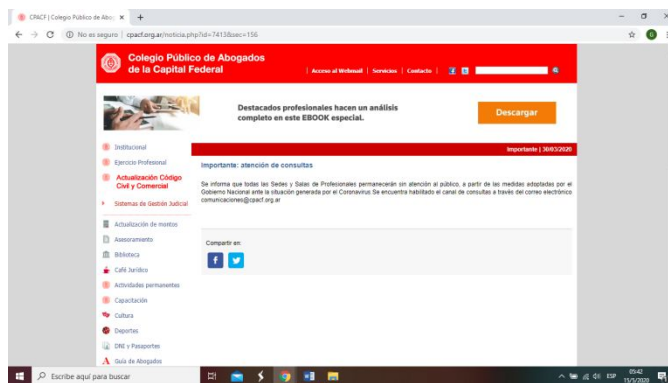 CPACF | Colegio Público de Abog
No es seguro | cpacf.org.ar/noticia.php?id=7413&sec=156
Colegio Público de Abogados
de la Capital Federal
| Acceso al Webmail | Servicios | Contacto |
Destacados profesionales hacen un análisis
completo en este EBOOK especial.
Descargar
Importante | 30/03/2020
Institucional
Ejercicio Profesional
Actualización Código
Civil y Comercial
Sistemas de Gestión Judicial
Actualización de montos
Asesoramiento
Biblioteca
Café Jurídico
Actividades permanentes
Capacitación
Cultura
Deportes
DNI y Pasaportes
Guía de Abogados
Importante: atención de consultas
Se informa que todas las Sedes y Salas de Profesionales permanecerán sin atención al público, a partir de las medidas adoptadas por el
Gobierno Nacional ante la situación generada por el Coronavirus Se encuentra habilitado el canal de consultas a través del correo electrónico
comunicaciones@cpacf.org.ar
Compartir en:
Escribe aquí para buscar
ESP
05:42
15/5/2020